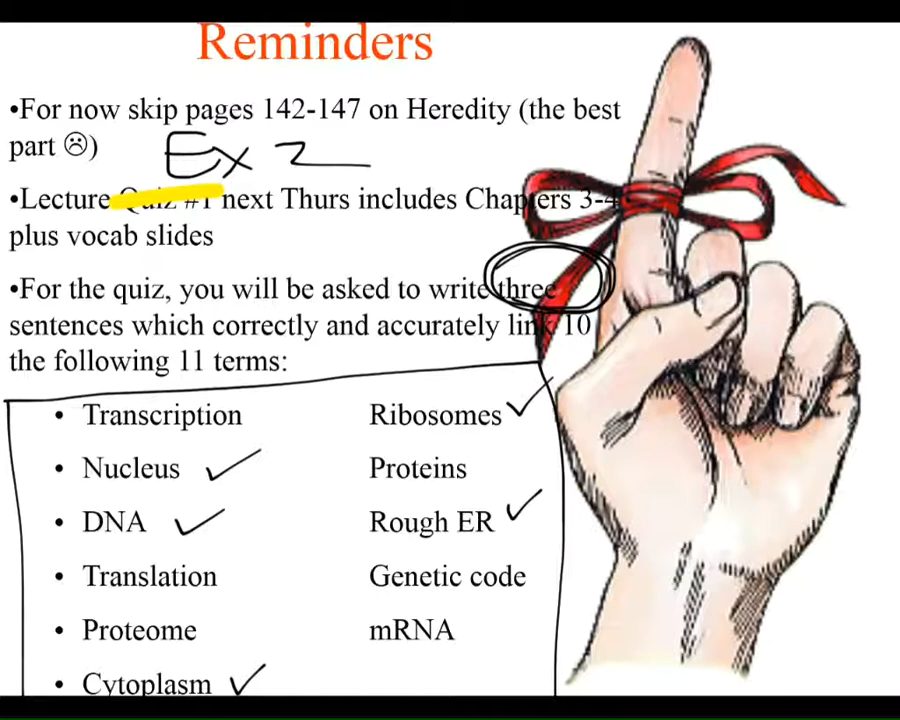 Reminders
•For now skip pages 142-147 on Heredity (the best
part ☹)
Ex 2
•Lecture Quiz #1 next Thurs includes Chapters 3-4
plus vocab slides
•For the quiz, you will be asked to write three
sentences which correctly and accurately link 10
the following 11 terms:
• Transcription Ribosomes ✓
• Nucleus ✓ Proteins
• DNA ✓ Rough ER ✓
• Translation Genetic code
• Proteome mRNA
• Cytoplasm ✓